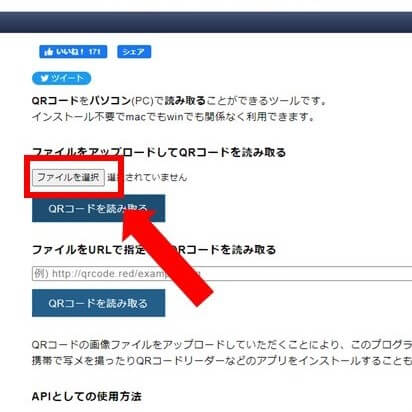 いいね！ 171 シェア
ツイート
QRコードをパソコン(PC)で読み取ることができるツールです。
インストール不要でmacでもwinでも関係なく利用できます。
ファイルをアップロードしてQRコードを読み取る
ファイルを選択 選択されていません
QRコードを読み取る
ファイルをURLで指定 QRコードを読み取る
例) http://qrcode.red/exam
QRコードを読み取る
QRコードの画像ファイルをアップロードしていただくことにより、このプログラ
携帯で写メを撮ったりQRコードリーダーなどのアプリをインストールすることも
APIとしての使用方法